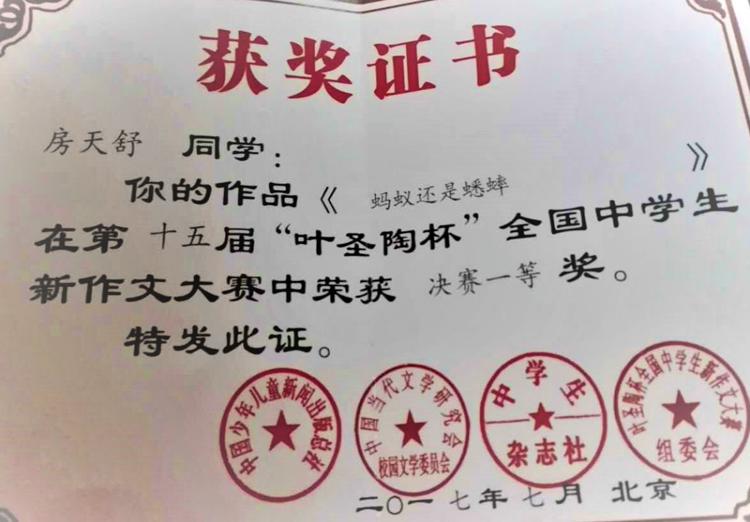 获奖证书
房天舒 同学：
你的作品《 蚂蚁还是蟋蟀 》
在第 十五 届“叶圣陶杯”全国中学生
新作文大赛中荣获 决赛一等 奖。
特发此证。
中国少年儿童新闻出版总社
中国当代文学研究会
校园文学委员会
中学生
杂志社
叶圣陶杯全国中学生新作文大赛
组委会
二〇一七年七月 北京